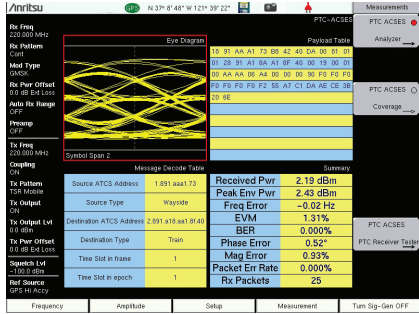 Anritsu
GPS N 37° 8' 48" W 121° 39' 22"
Measurements
PTC-ACSES
Rx Freq
220.000 MHz
Rx Pattern
Cont
Mod Type
GMSK
Rx Pwr Offset
0.0 dB Ext Loss
Auto Rx Range
OFF
Preamp
OFF
Tx Freq
220.000 MHz
Coupling
ON
Tx Pattern
TSR Mobile
Tx Output
ON
Tx Output Lvl
0.0 dBm
Tx Pwr Offset
0.0 dB Ext Loss
Squelch Lvl
-100.0 dBm
Ref Source
GPS Hi Accy
Eye Diagram
Symbol Span 2
Payload Table
18 91 AA A1 73 B8 42 40 DA 00 61 01
01 28 91 A1 8A A1 8F 40 00 19 00 01
00 AA AA 06 A4 00 00 00 90 F0 F0 F0
F0 F0 F0 F0 F2 55 A7 C1 DA AE CE 3B
20 6E
Message Decode Table
Source ATCS Address 1.891.aaa1.73
Source Type Wayside
Destination ATCS Address 2.891.a18.aa1.8f.40
Destination Type Train
Time Slot in frame 1
Time Slot in epoch 1
Summary
Received Pwr 2.19 dBm
Peak Env Pwr 2.43 dBm
Freq Error -0.02 Hz
EVM 1.31%
BER 0.000%
Phase Error 0.52°
Mag Error 0.93%
Packet Err Rate 0.000%
Rx Packets 25
PTC ACSES
Analyzer
PTC ACSES
Coverage
PTC ACSES
PTC Receiver Tester
Frequency
Amplitude
Setup
Measurement
Turn Sig-Gen OFF